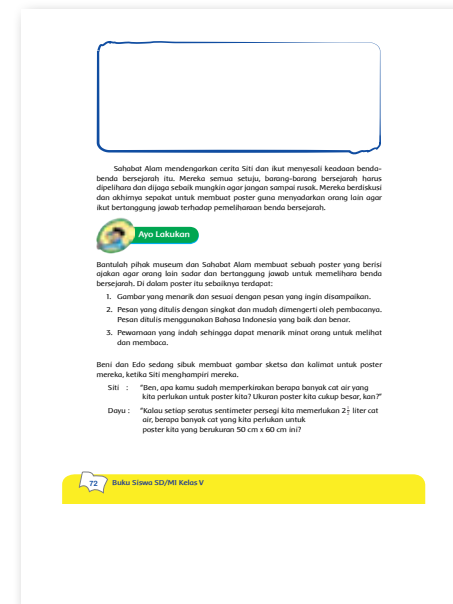 Sahabat Alam mendengarkan cerita Siti dan ikut menyesali keadaan benda-
benda bersejarah itu. Mereka semua setuju, barang-barang bersejarah harus
dipelihara dan dijaga sebaik mungkin agar jangan sampai rusak. Mereka berdiskusi
dan akhirnya sepakat untuk membuat poster guna menyadarkan orang lain agar
ikut bertanggung jawab terhadap pemeliharaan benda bersejarah.
Ayo Lakukan
Bantulah pihak museum dan Sahabat Alam membuat sebuah poster yang berisi
ajakan agar orang lain sadar dan bertanggung jawab untuk memelihara benda
bersejarah. Di dalam poster itu sebaiknya terdapat:
1. Gambar yang menarik dan sesuai dengan pesan yang ingin disampaikan.
2. Pesan yang ditulis dengan singkat dan mudah dimengerti oleh pembacanya.
Pesan ditulis menggunakan Bahasa Indonesia yang baik dan benar.
3. Pewarnaan yang indah sehingga dapat menarik minat orang untuk melihat
dan membaca.
Beni dan Edo sedang sibuk membuat gambar sketsa dan kalimat untuk poster
mereka, ketika Siti menghampiri mereka.
Siti : "Ben, apa kamu sudah memperkirakan berapa banyak cat air yang
kita perlukan untuk poster kita? Ukuran poster kita cukup besar, kan?"
Dayu : "Kalau setiap seratus sentimeter persegi kita memerlukan 2 liter cat
air, berapa banyak cat yang kita perlukan untuk
poster kita yang berukuran 50 cm x 60 cm ini?
72 Buku Siswa SD/MI Kelas V